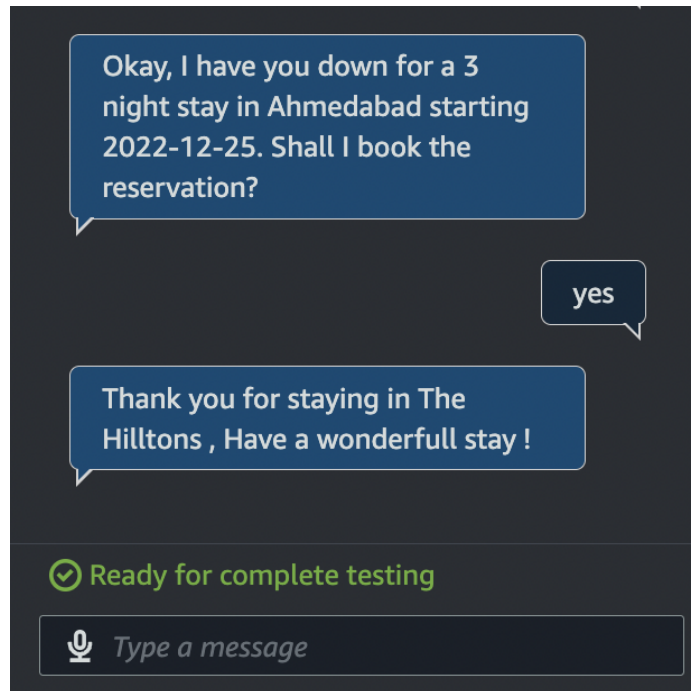 Okay, I have you down for a 3
night stay in Ahmedabad starting
2022-12-25. Shall I book the
reservation?
yes
Thank you for staying in The
Hilltons , Have a wonderfull stay !
Ready for complete testing
Type a message